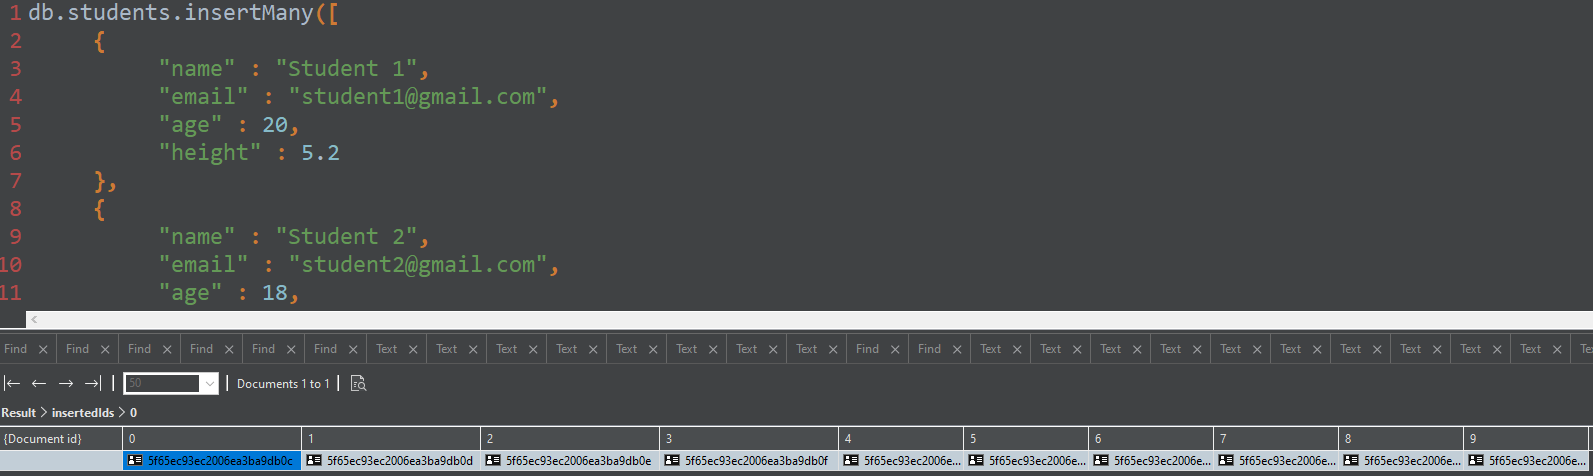 1 db.students.insertMany([
2 {
3 "name" : "Student 1",
4 "email" : "student1@gmail.com",
5 "age" : 20,
6 "height" : 5.2
7 },
8 {
9 "name" : "Student 2",
10 "email" : "student2@gmail.com",
11 "age" : 18,
Find × Find × Find × Find × Find × Find × Text × Text × Text × Text × Text × Text × Text × Text × Find × Find × Text × Text × Text × Text × Text × Text × Text × Text × Text × Text × Te
50 Documents 1 to 1
Result > insertedIds > 0
{Document id} 0 1 2 3 4 5 6 7 8 9
5f65ec93ec2006ea3ba9db0c 5f65ec93ec2006ea3ba9db0d 5f65ec93ec2006ea3ba9db0e 5f65ec93ec2006ea3ba9db0f 5f65ec93ec2006e... 5f65ec93ec2006e... 5f65ec93ec2006e... 5f65ec93ec2006e... 5f65ec93ec2006e... 5f65ec93ec2006e...